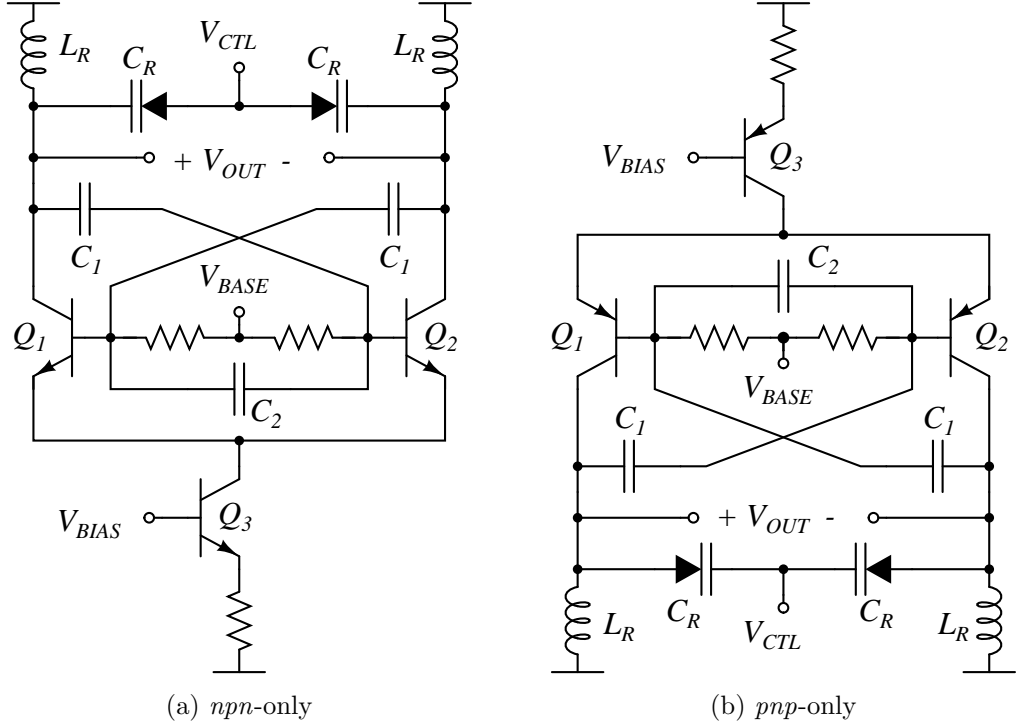 L_R V_CTL L_R
C_R C_R
+ V_OUT -
C_1 C_1
V_BASE
Q_1 Q_2
C_2
V_BIAS Q_3
(a) npn-only
V_BIAS Q_3
C_2
Q_1 Q_2
V_BASE
C_1 C_1
+ V_OUT -
C_R C_R
L_R V_CTL L_R
(b) pnp-only